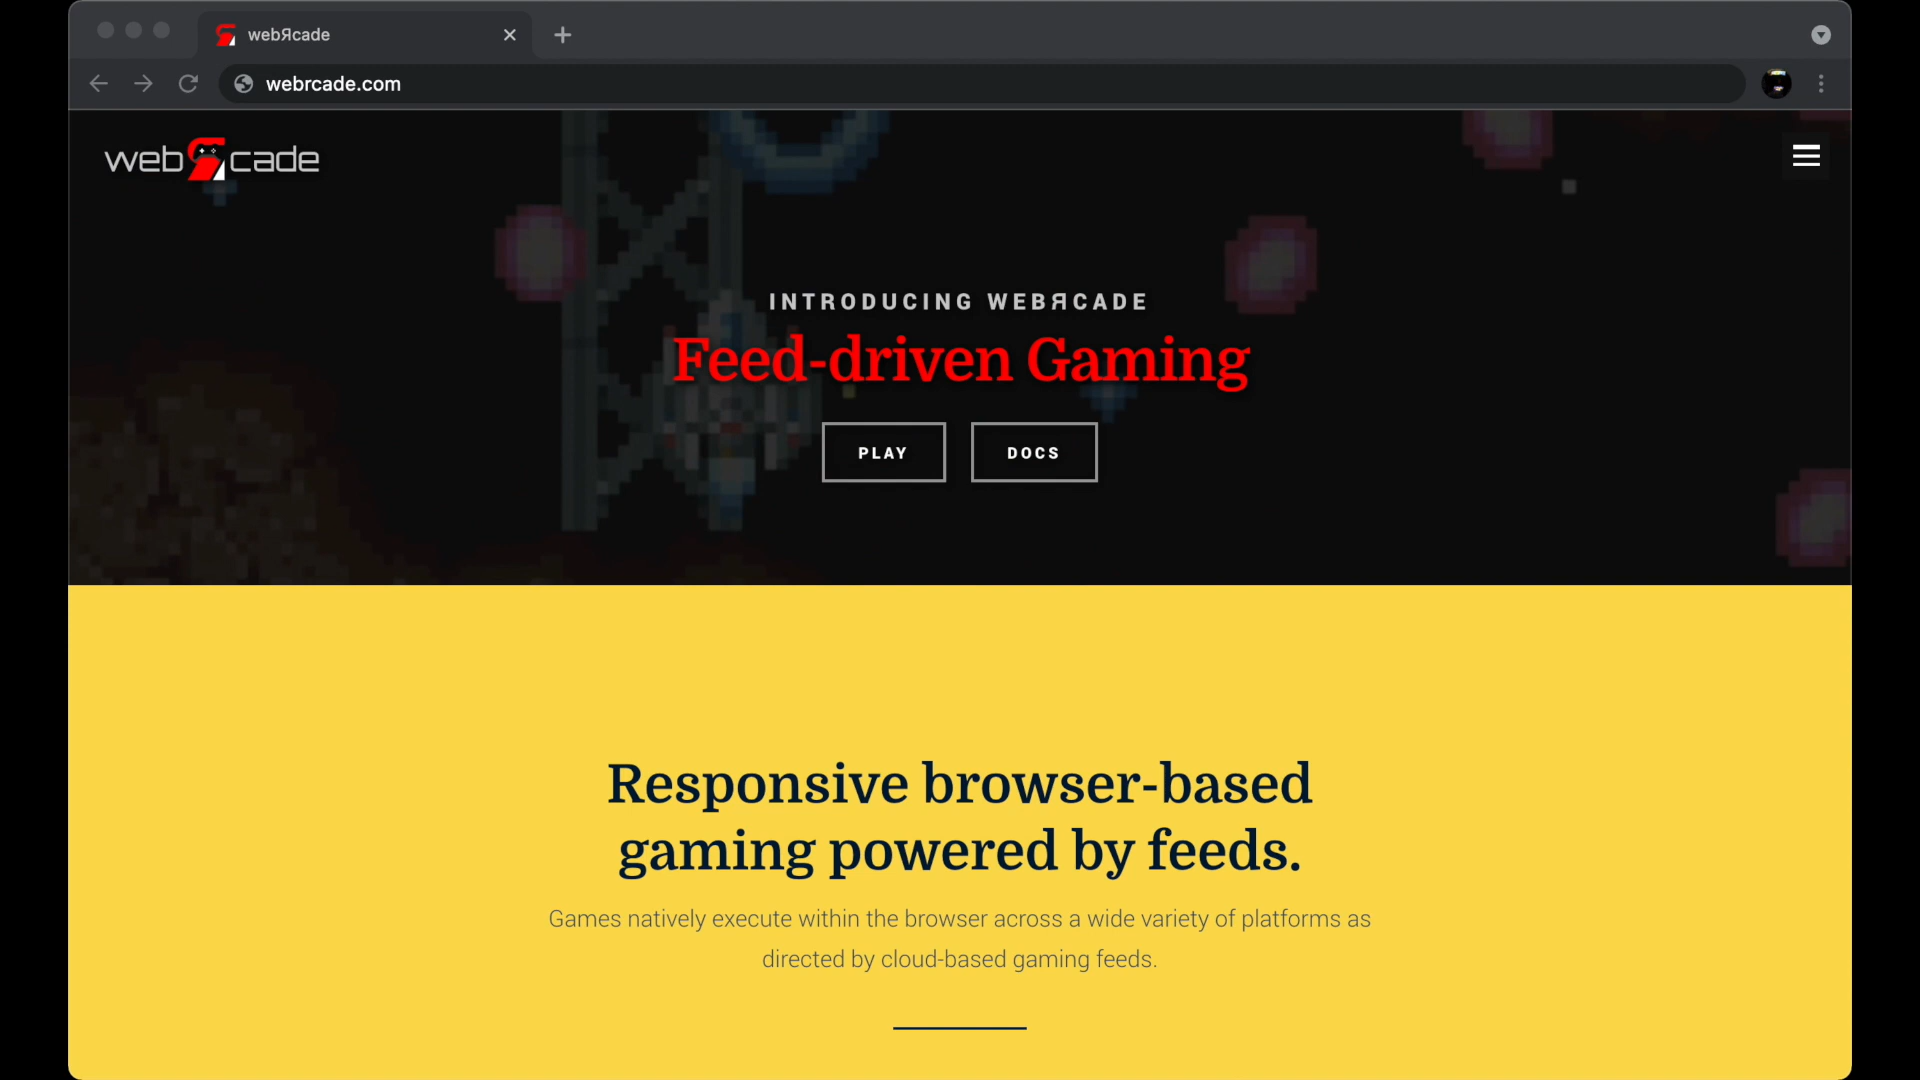 webЯcade
webrcade.com
webЯcade
INTRODUCING WEBЯCADE
Feed-driven Gaming
PLAY
DOCS
Responsive browser-based
gaming powered by feeds.
Games natively execute within the browser across a wide variety of platforms as
directed by cloud-based gaming feeds.